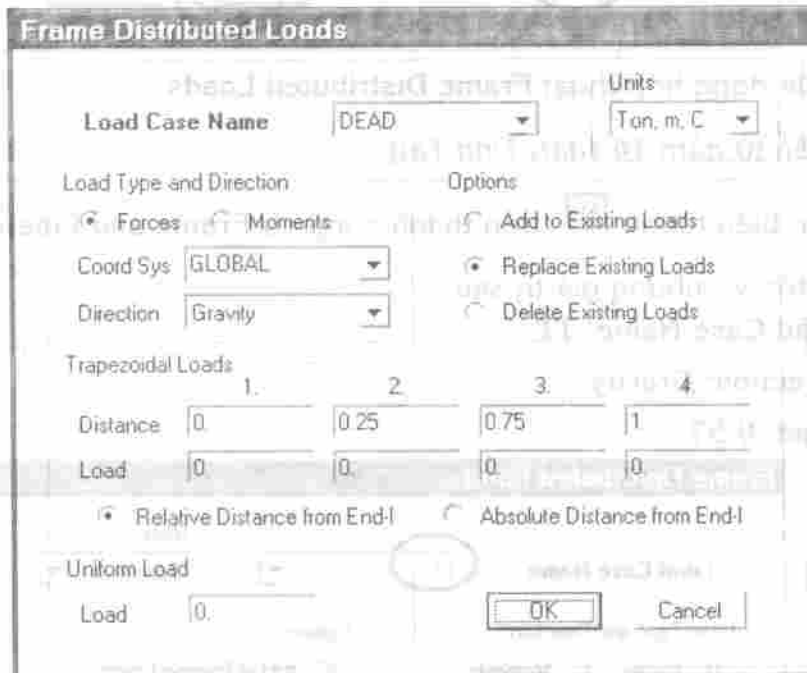 Frame Distributed Loads
Units
Load Case Name DEAD Ton, m, C
Load Type and Direction Options
Forces Moments Add to Existing Loads
Coord Sys GLOBAL Replace Existing Loads
Direction Gravity Delete Existing Loads
Trapezoidal Loads
1. 2. 3. 4.
Distance 0. 0.25 0.75 1.
Load 0. 0. 0. 0.
Relative Distance from End-I Absolute Distance from End-I
Uniform Load
Load 0. OK Cancel